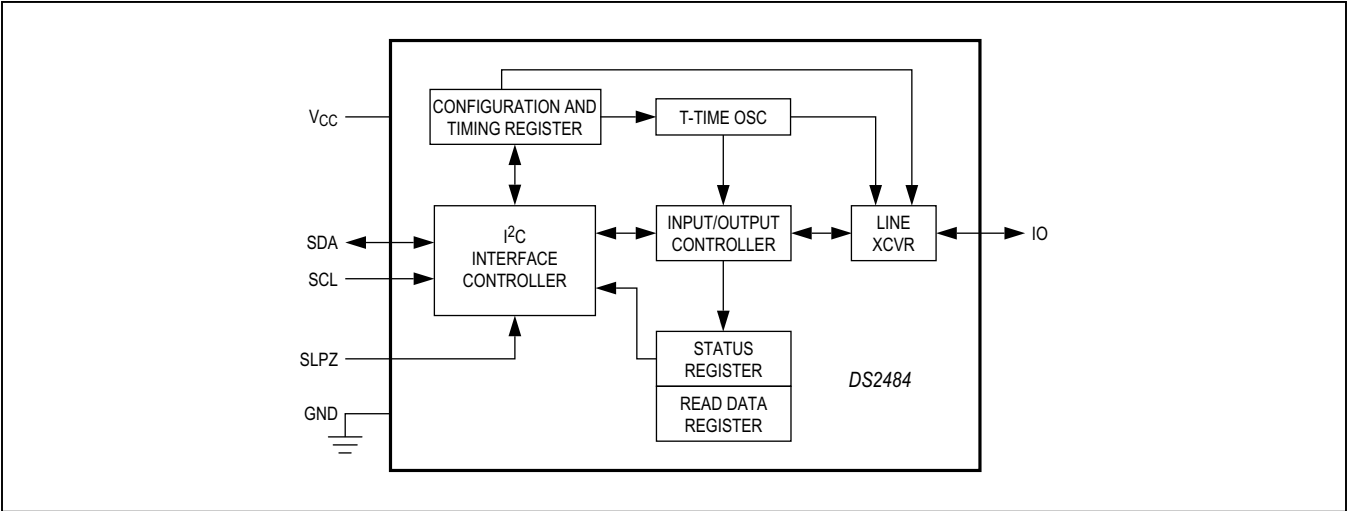 CONFIGURATION AND
TIMING REGISTER
T-TIME OSC
VCC
SDA
SCL
I2C
INTERFACE
CONTROLLER
INPUT/OUTPUT
CONTROLLER
LINE
XCVR
IO
SLPZ
GND
STATUS
REGISTER
READ DATA
REGISTER
DS2484